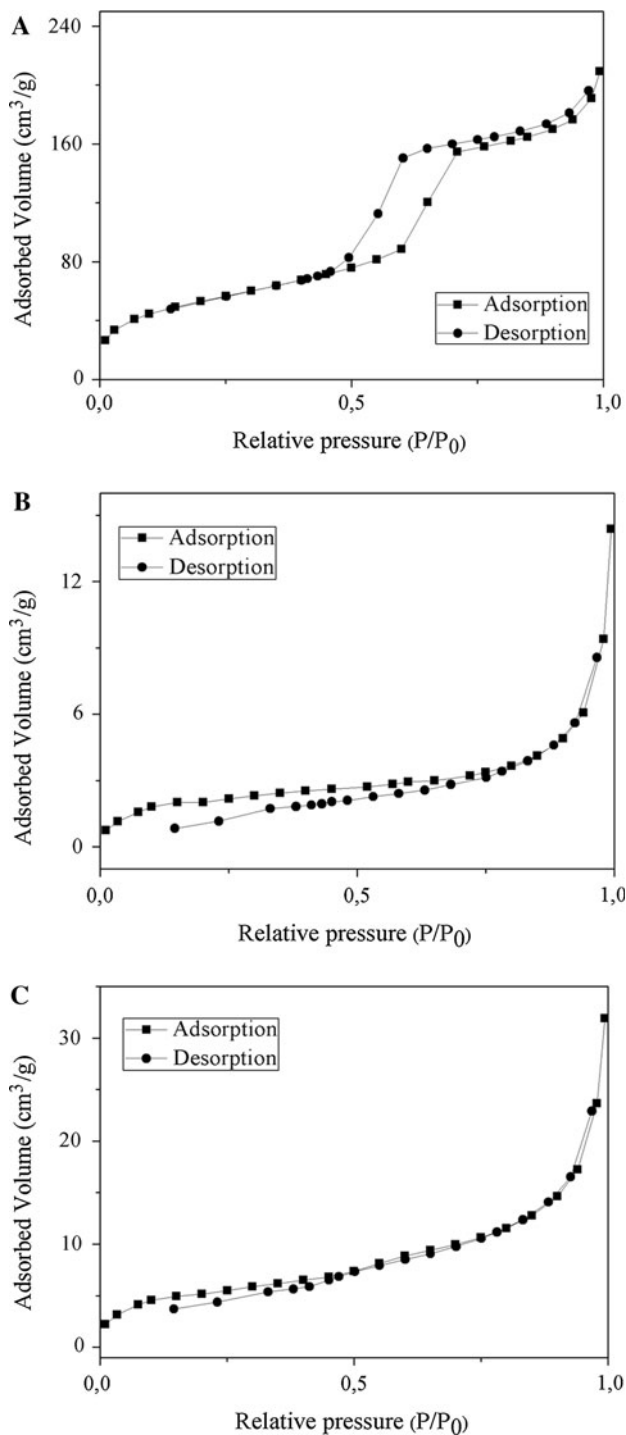 A
240
160
80
0
Adsorbed Volume (cm³/g)
Adsorption
Desorption
0,0 0,5 1,0
Relative pressure (P/P₀)
B
12
6
0
Adsorbed Volume (cm³/g)
Adsorption
Desorption
0,0 0,5 1,0
Relative pressure (P/P₀)
C
30
20
10
0
Adsorbed Volume (cm³/g)
Adsorption
Desorption
0,0 0,5 1,0
Relative pressure (P/P₀)